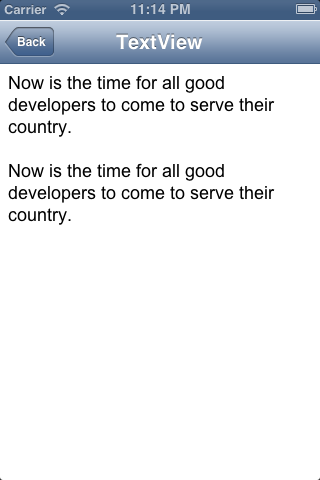 Carrier 11:14 PM
Back TextView
Now is the time for all good
developers to come to serve their
country.
Now is the time for all good
developers to come to serve their
country.